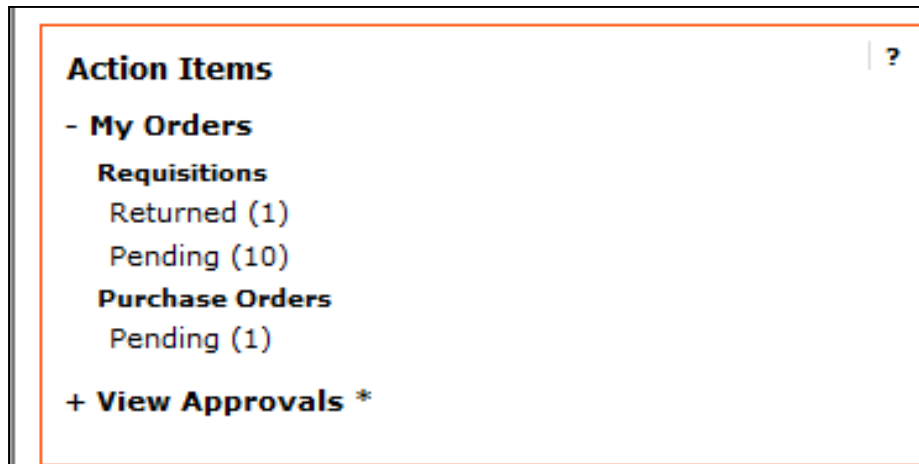 Action Items
?
- My Orders
Requisitions
Returned (1)
Pending (10)
Purchase Orders
Pending (1)
+ View Approvals *